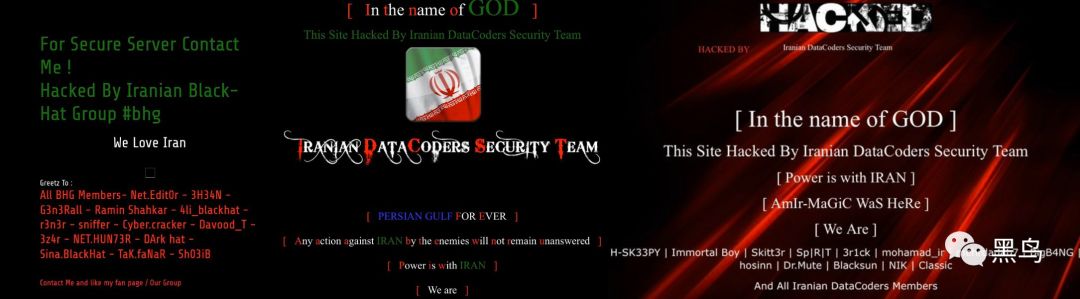 For Secure Server Contact
Me !
Hacked By Iranian Black-
Hat Group #bhg
We Love Iran
Greetz To :
All BHG Members- Net.Edit0r - 3H34N -
G3n3Rall - Ramin Shahkar - 4li_blackhat -
r3n3r - sniffer - Cyber.cracker - Davood_T -
3z4r - NET.HUN73R - DArk hat -
Sina.BlackHat - TaK.faNaR - 5h03iB
Contact Me and like my fan page / Our Group
[ In the name of GOD ]
This Site Hacked By Iranian DataCoders Security Team
IRANIAN DATACODERS SECURITY TEAM
[ PERSIAN GULF FOR EVER ]
[ Any action against IRAN by the enemies will not remain unanswered ]
[ Power is with IRAN ]
[ We are ]
HACKED
HACKED BY
Iranian DataCoders Security Team
[ In the name of GOD ]
This Site Hacked By Iranian DataCoders Security Team
[ Power is with IRAN ]
[ AmIr-MaGiC WaS HeRe ]
[ We Are ]
H-SK33PY | Immortal Boy | Skitt3r | Sp|R|T | 3r1ck | mohamad_ir
hosinn | Dr.Mute | Blacksun | NIK | Classic
And All Iranian DataCoders Members
黑鸟